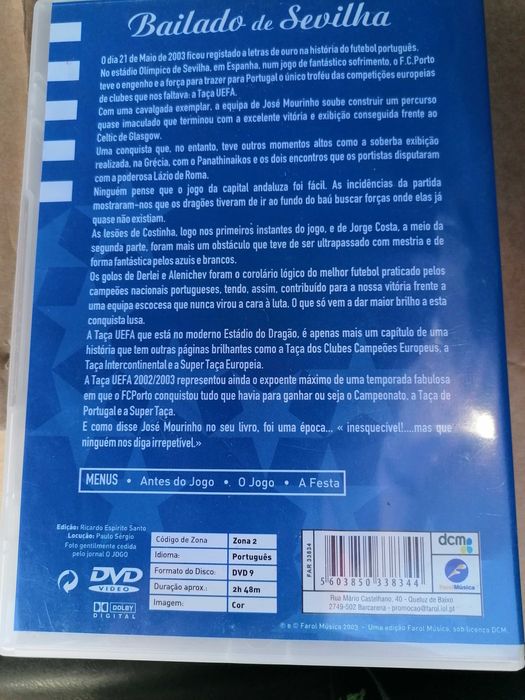 Bailado de Sevilha
O dia 21 de Maio de 2003 ficou registado a letras de ouro na história do futebol português.
No estádio Olímpico de Sevilha, em Espanha, num jogo de fantástico sofrimento, o F.C.Porto
teve o engenho e a força para trazer para Portugal o único troféu das competições europeias
de clubes que nos faltava: a Taça UEFA.
Com uma cavalgada exemplar, a equipa de José Mourinho soube construir um percurso
quase imaculado que terminou com a excelente vitória e exibição conseguida frente ao
Celtic de Glasgow.
Uma conquista que, no entanto, teve outros momentos altos como a soberba exibição
realizada, na Grécia, com o Panathinaikos e os dois encontros que os portistas disputaram
com a poderosa Lázio de Roma.
Ninguém pense que o jogo da capital andaluza foi fácil. As incidências da partida
mostraram-nos que os dragões tiveram de ir ao fundo do baú buscar forças onde elas já
quase não existiam.
As lesões de Costinha, logo nos primeiros instantes do jogo, e de Jorge Costa, a meio da
segunda parte, foram mais um obstáculo que teve de ser ultrapassado com mestria e de
forma fantástica pelos azuis e brancos.
Os golos de Derlei e Alenichev foram o corolário lógico do melhor futebol praticado pelos
campeões nacionais portugueses, tendo, assim, contribuído para a nossa vitória frente a
uma equipa escocesa que nunca virou a cara à luta. O que só vem a dar maior brilho a esta
conquista lusa.
A Taça UEFA que está no moderno Estádio do Dragão, é apenas mais um capítulo de uma
história que tem outras páginas brilhantes como a Taça dos Clubes Campeões Europeus, a
Taça Intercontinental e a Super Taça Europeia.
A Taça UEFA 2002/2003 representou ainda o expoente máximo de uma temporada fabulosa
em que o FCPorto conquistou tudo que havia para ganhar ou seja o Campeonato, a Taça de
Portugal e a Super Taça.
E como disse José Mourinho no seu livro, foi uma época... « inesquecível!....mas que
ninguém nos diga irrepetível.»
MENUS • Antes do Jogo • O Jogo • A Festa
Edição: Ricardo Espírito Santo
Locução: Paulo Sérgio
Foto gentilmente cedida
pelo jornal O JOGO
DVD
VIDEO
DOLBY
DIGITAL
Código de Zona Zona 2
Idioma: Português
Formato do Disco: DVD 9
Duração aprox.: 2h 48m
Imagem: Cor
FAR 33834
5 603850 338344
dcm
Farol Música
Rua Mário Castelhano, 40 - Queluz de Baixo
2749-502 Barcarena - promocao@farol.iol.pt
℗ e © Farol Música 2003 - Uma edição Farol Música, sob licença DCM.